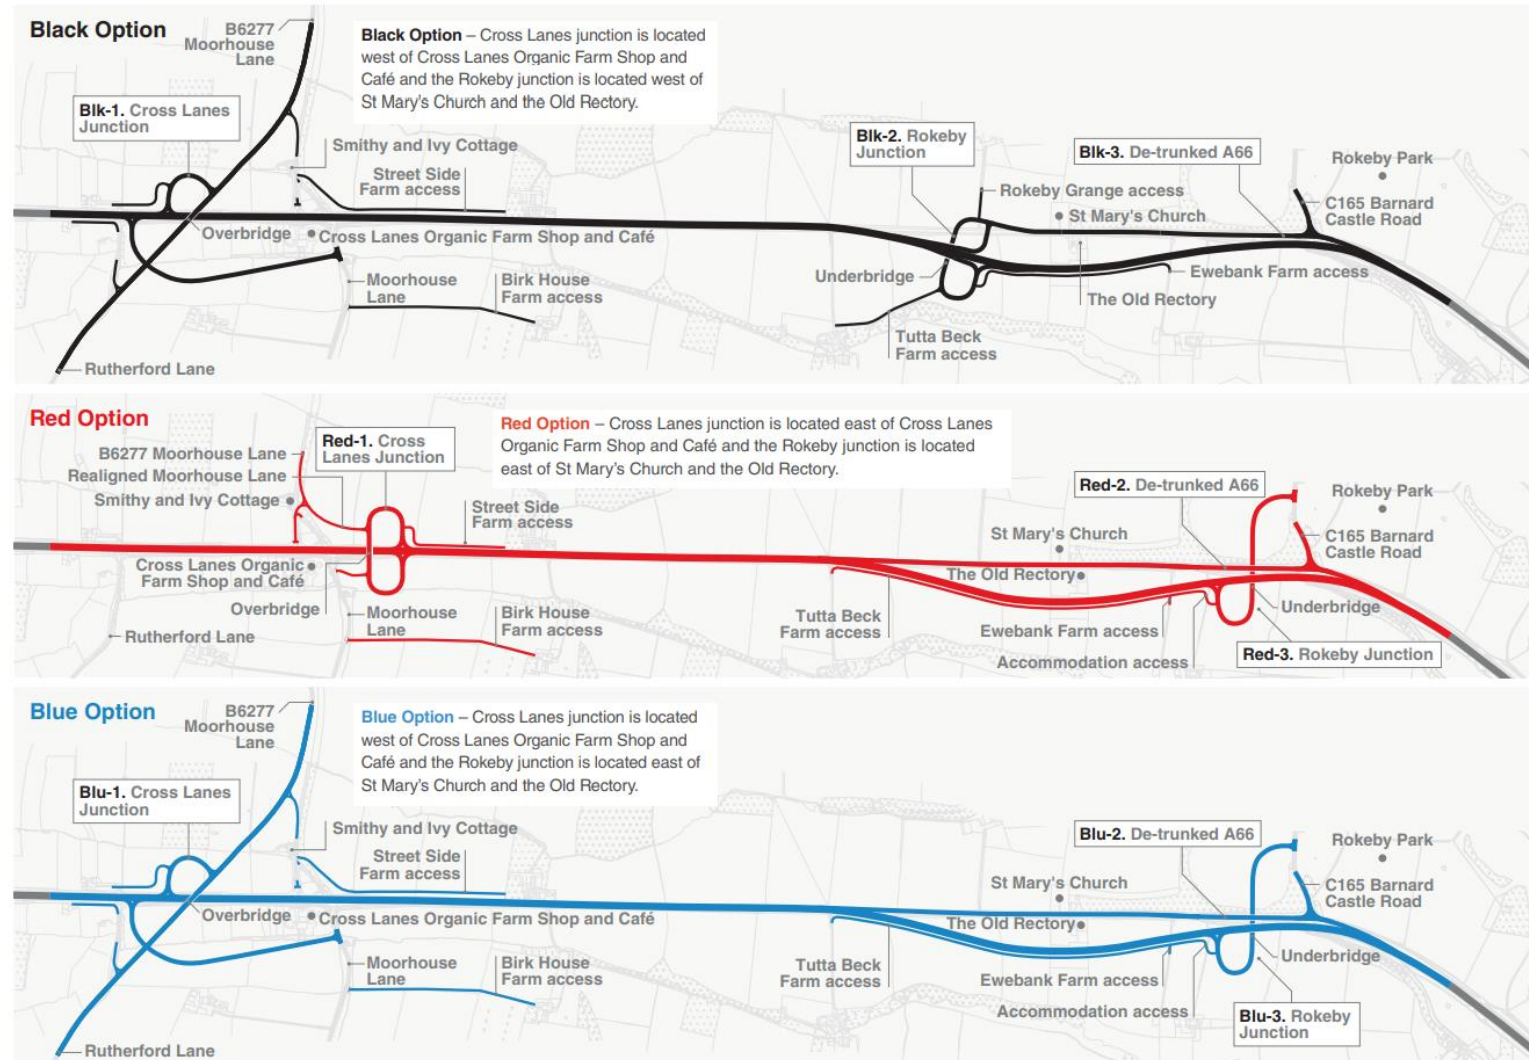 Black Option
B6277
Moorhouse
Lane
Black Option – Cross Lanes junction is located
west of Cross Lanes Organic Farm Shop and
Café and the Rokeby junction is located west of
St Mary's Church and the Old Rectory.
Blk-1. Cross Lanes
Junction
Smithy and Ivy Cottage
Street Side
Farm access
Blk-2. Rokeby
Junction
Blk-3. De-trunked A66
Rokeby Park
Rokeby Grange access
C165 Barnard
Castle Road
St Mary's Church
Overbridge
Cross Lanes Organic Farm Shop and Café
Underbridge
Ewebank Farm access
Moorhouse
Lane
Birk House
Farm access
The Old Rectory
Tutta Beck
Farm access
Rutherford Lane
Red Option
Red Option – Cross Lanes junction is located east of Cross Lanes
Organic Farm Shop and Café and the Rokeby junction is located
east of St Mary's Church and the Old Rectory.
B6277 Moorhouse Lane
Realigned Moorhouse Lane
Smithy and Ivy Cottage
Red-1. Cross
Lanes Junction
Street Side
Farm access
Red-2. De-trunked A66
Rokeby Park
St Mary's Church
C165 Barnard
Castle Road
Cross Lanes Organic
Farm Shop and Café
The Old Rectory
Overbridge
Moorhouse
Lane
Birk House
Farm access
Tutta Beck
Farm access
Underbridge
Ewebank Farm access
Rutherford Lane
Accommodation access
Red-3. Rokeby Junction
Blue Option
B6277
Moorhouse
Lane
Blue Option – Cross Lanes junction is located
west of Cross Lanes Organic Farm Shop and
Café and the Rokeby junction is located east of
St Mary's Church and the Old Rectory.
Blu-1. Cross Lanes
Junction
Smithy and Ivy Cottage
Street Side
Farm access
Blu-2. De-trunked A66
Rokeby Park
St Mary's Church
C165 Barnard
Castle Road
Overbridge
Cross Lanes Organic Farm Shop and Café
The Old Rectory
Moorhouse
Lane
Birk House
Farm access
Tutta Beck
Farm access
Underbridge
Ewebank Farm access
Accommodation access
Blu-3. Rokeby
Junction
Rutherford Lane